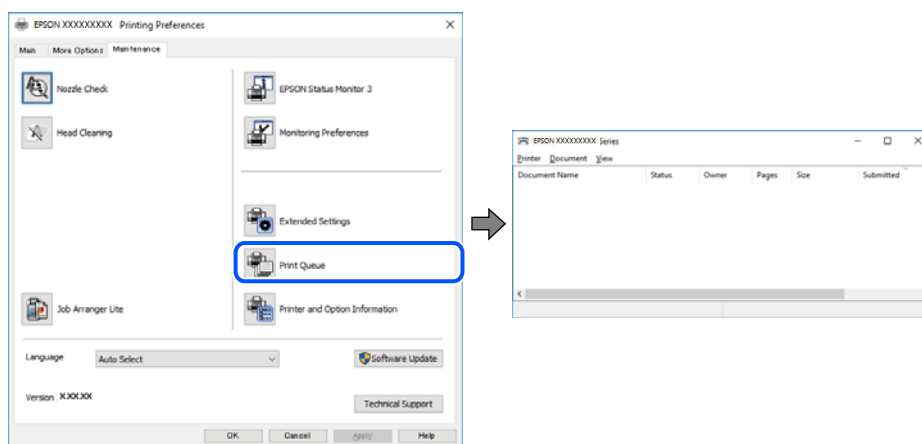 EPSON XXXXXXXXX Printing Preferences
Main More Options Maintenance
Nozzle Check
Head Cleaning
Job Arranger Lite
EPSON Status Monitor 3
Monitoring Preferences
Extended Settings
Print Queue
Printer and Option Information
Language Auto Select Software Update
Version X.XX.XX
Technical Support
OK Cancel Apply Help
EPSON XXXXXXXXX Series
Printer Document View
Document Name Status Owner Pages Size Submitted